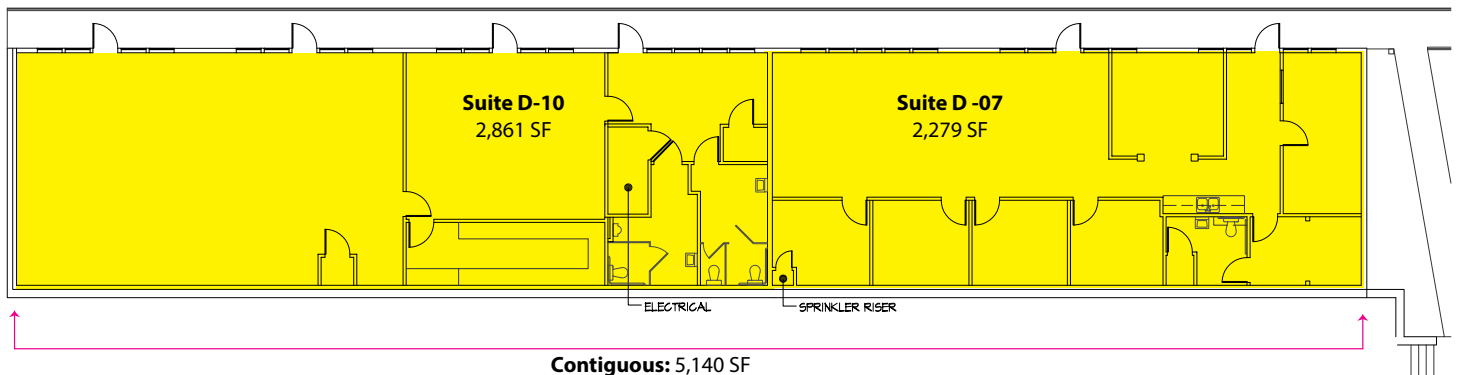 Suite D-10
2,861 SF
Suite D -07
2,279 SF
ELECTRICAL
SPRINKLER RISER
Contiguous: 5,140 SF